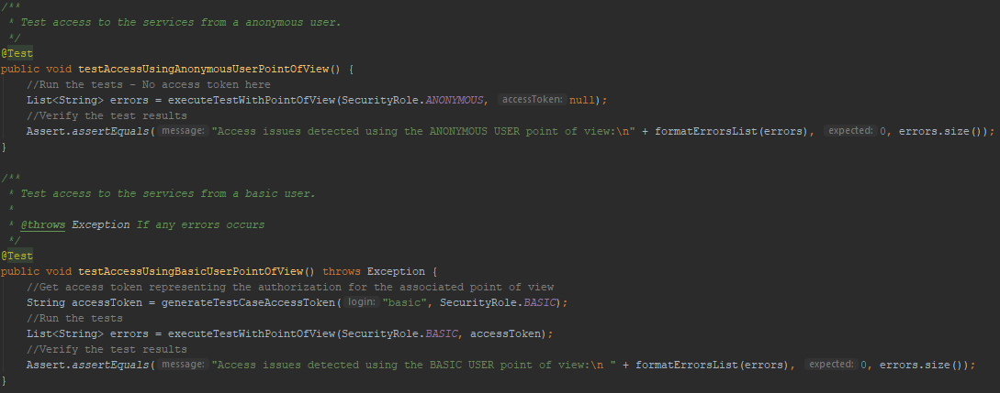 /**
 * Test access to the services from a anonymous user.
 */
@Test
public void testAccessUsingAnonymousUserPointOfView() {
    //Run the tests - No access token here
    List<String> errors = executeTestWithPointOfView(SecurityRole.ANONYMOUS, accessToken: null);
    //Verify the test results
    Assert.assertEquals( message: "Access issues detected using the ANONYMOUS USER point of view:\n" + formatErrorsList(errors), expected: 0, errors.size());
}

/**
 * Test access to the services from a basic user.
 *
 * @throws Exception If any errors occurs
 */
@Test
public void testAccessUsingBasicUserPointOfView() throws Exception {
    //Get access token representing the authorization for the associated point of view
    String accessToken = generateTestCaseAccessToken( login: "basic", SecurityRole.BASIC);
    //Run the tests
    List<String> errors = executeTestWithPointOfView(SecurityRole.BASIC, accessToken);
    //Verify the test results
    Assert.assertEquals( message: "Access issues detected using the BASIC USER point of view:\n " + formatErrorsList(errors), expected: 0, errors.size());
}